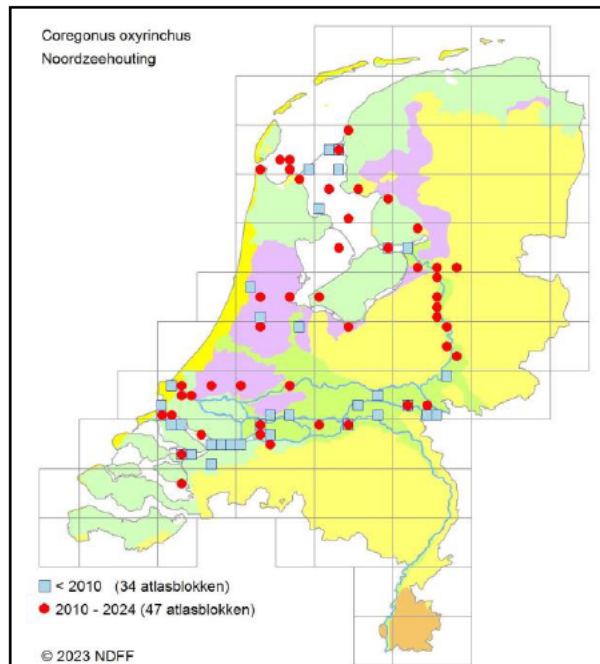 Coregonus oxyrinchus
Noordzeehouting
< 2010 (34 atlasblokken)
2010 - 2024 (47 atlasblokken)
© 2023 NDFF